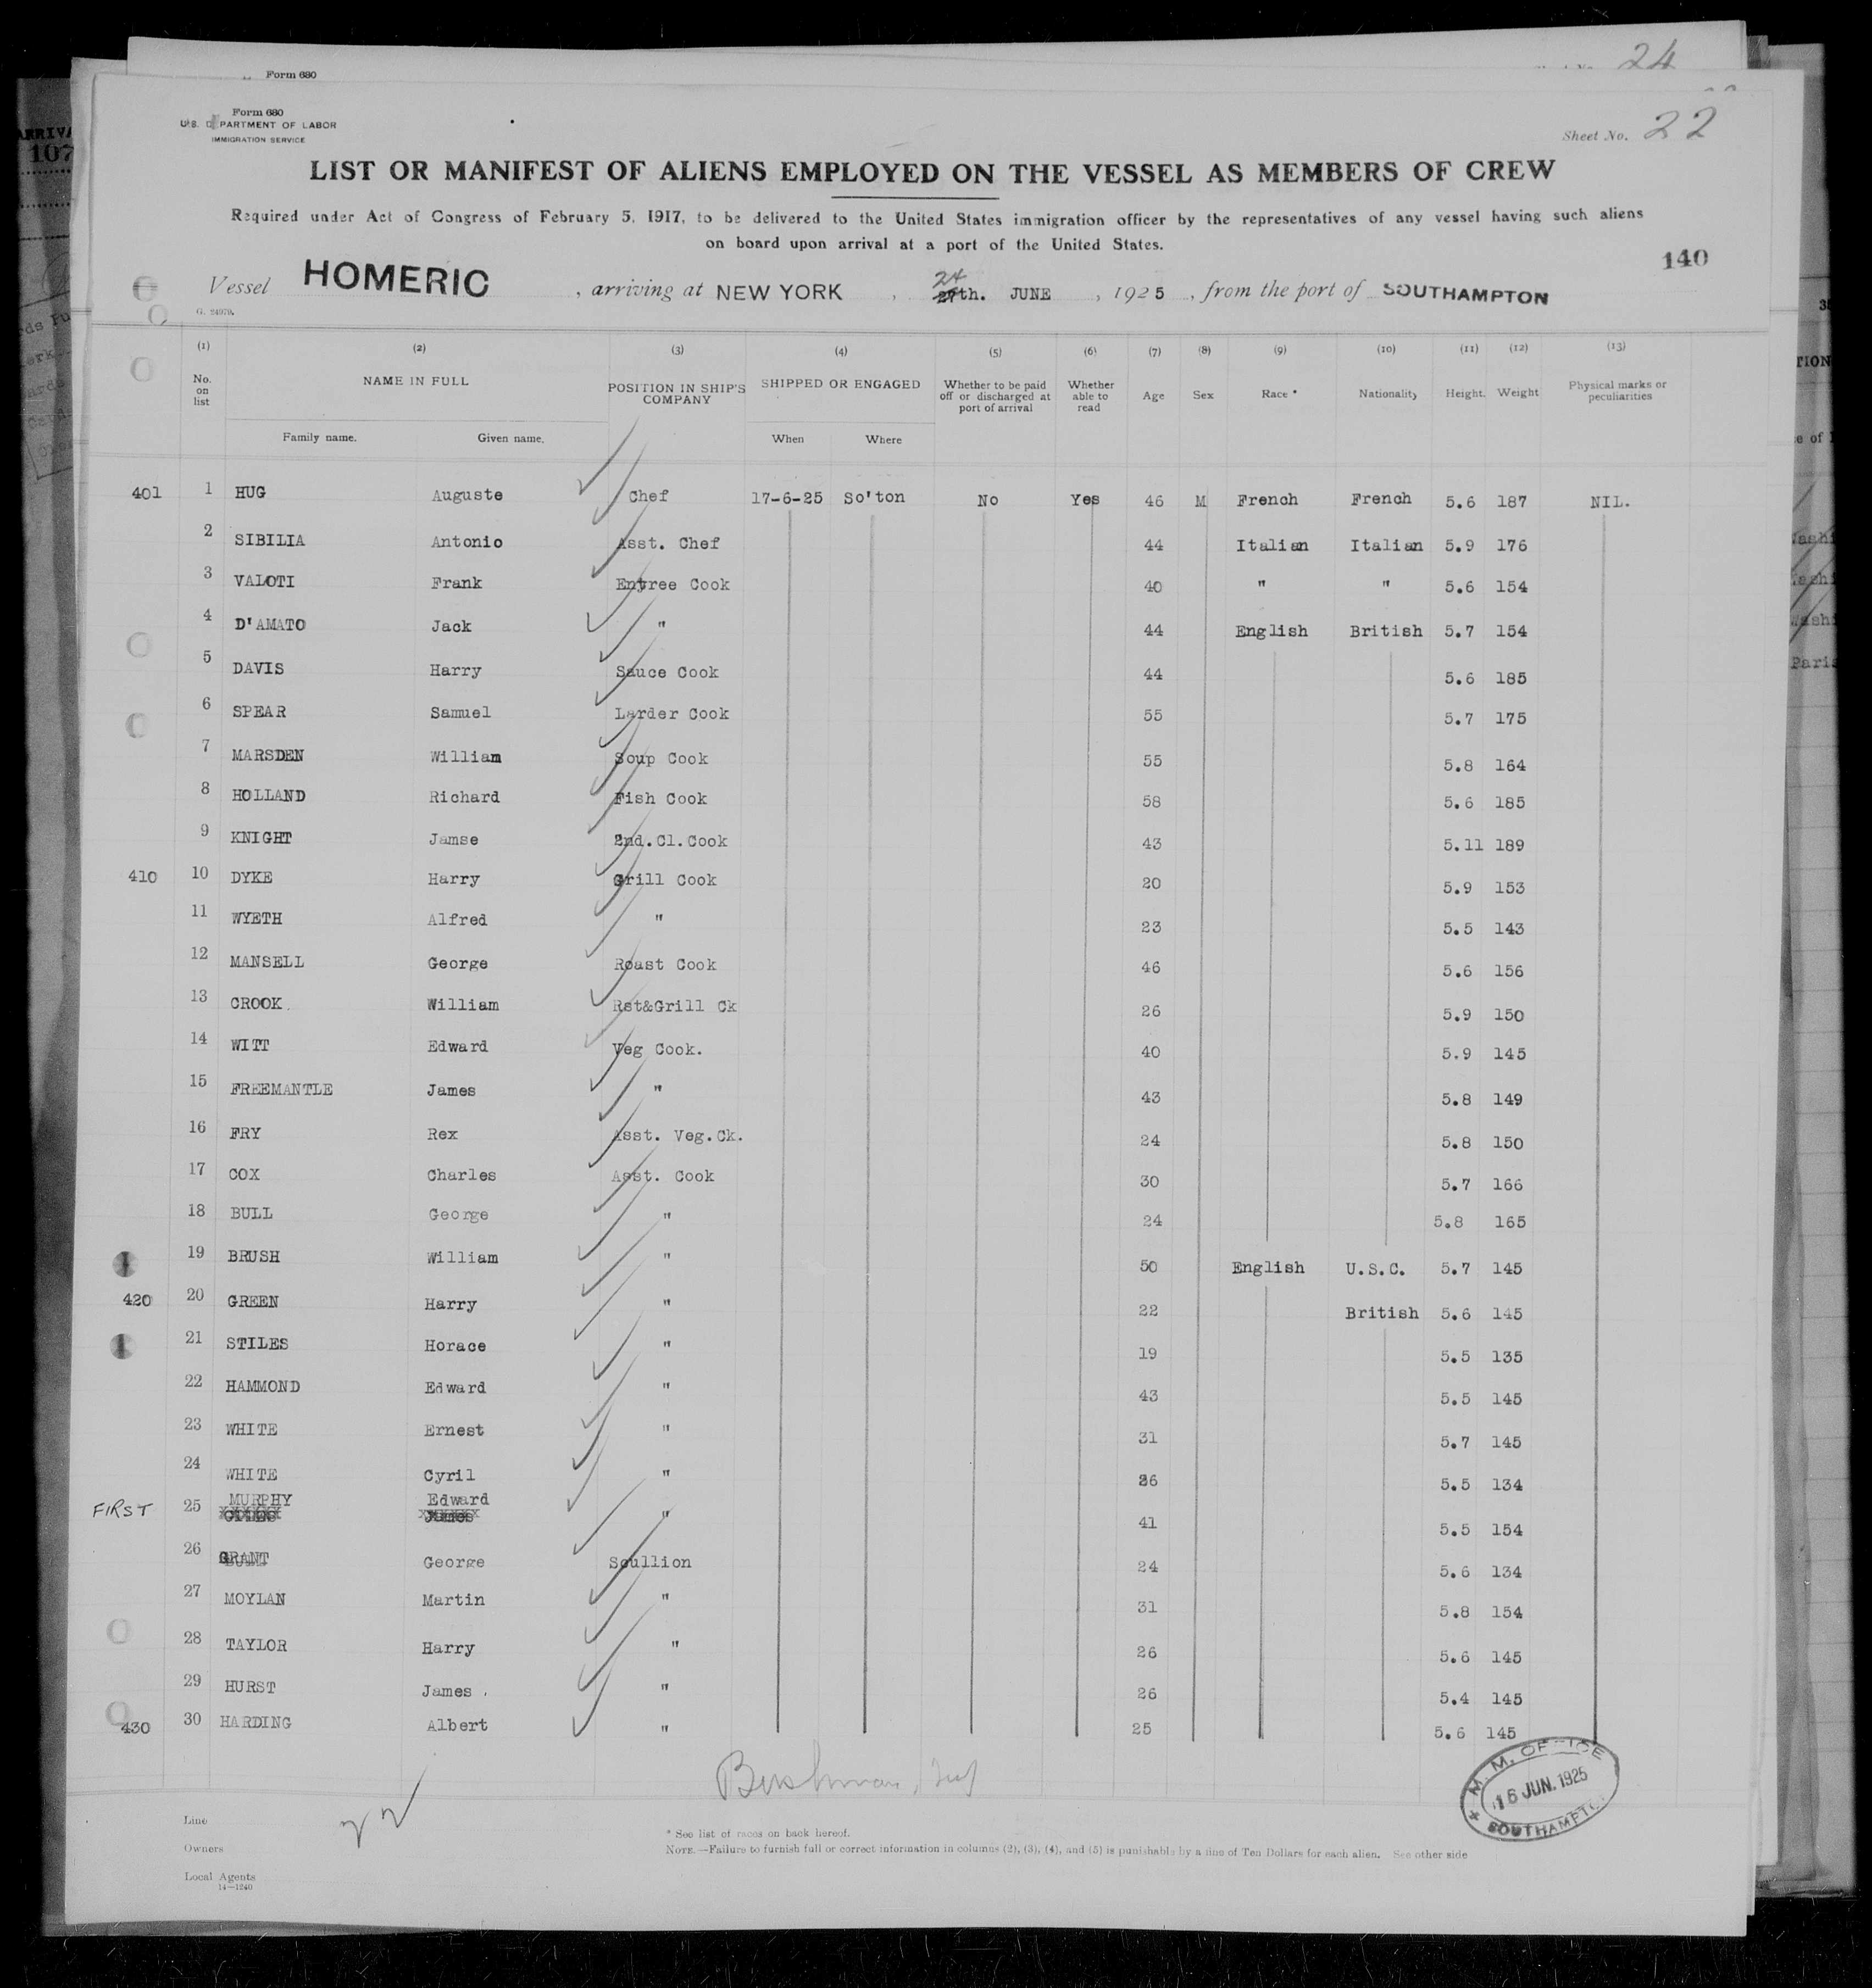 24
Form 680
22
Form 680
U.S. DEPARTMENT OF LABOR
IMMIGRATION SERVICE
Sheet No. 22
LIST OR MANIFEST OF ALIENS EMPLOYED ON THE VESSEL AS MEMBERS OF CREW
Required under Act of Congress of February 5, 1917, to be delivered to the United States immigration officer by the representatives of any vessel having such aliens
on board upon arrival at a port of the United States.
140
Vessel HOMERIC , arriving at NEW YORK , 24 th. JUNE , 1925 , from the port of SOUTHAMPTON
G. 24979.
(1) (2) (3) (4) (5) (6) (7) (8) (9) (10) (11) (12) (13)
No. on list NAME IN FULL POSITION IN SHIP'S COMPANY SHIPPED OR ENGAGED Whether to be paid off or discharged at port of arrival Whether able to read Age Sex Race * Nationality Height. Weight Physical marks or peculiarities
Family name. Given name. When Where
401 1 HUG Auguste Chef 17-6-25 So'ton No Yes 46 M French French 5.6 187 NIL.
2 SIBILIA Antonio Asst. Chef 44 Italian Italian 5.9 176
3 VALOTI Frank Entree Cook 40 " " 5.6 154
4 D'AMATO Jack " 44 English British 5.7 154
5 DAVIS Harry Sauce Cook 44 5.6 185
6 SPEAR Samuel Larder Cook 55 5.7 175
7 MARSDEN William Soup Cook 55 5.8 164
8 HOLLAND Richard Fish Cook 58 5.6 185
9 KNIGHT Jamse 2nd.Cl.Cook 43 5.11 189
410 10 DYKE Harry Grill Cook 20 5.9 153
11 WYETH Alfred " 23 5.5 143
12 MANSELL George Roast Cook 46 5.6 156
13 CROOK. William Rst&Grill Ck 26 5.9 150
14 WITT Edward Veg Cook. 40 5.9 145
15 FREEMANTLE James " 43 5.8 149
16 FRY Rex Asst. Veg.Ck. 24 5.8 150
17 COX Charles Asst. Cook 30 5.7 166
18 BULL George " 24 5.8 165
19 BRUSH William " 50 English U.S.C. 5.7 145
420 20 GREEN Harry " 22 British 5.6 145
21 STILES Horace " 19 5.5 135
22 HAMMOND Edward " 43 5.5 145
23 WHITE Ernest " 31 5.7 145
24 WHITE Cyril " 26 5.5 134
FIRST 25 MURPHY Edward " 41 5.5 154
26 GRANT George Scullion 24 5.6 134
27 MOYLAN Martin " 31 5.8 154
28 TAYLOR Harry " 26 5.6 145
29 HURST James . " 26 5.4 145
430 30 HARDING Albert " 25 5.6 145
22
M. M. OFFICE
16 JUN. 1925
SOUTHAMPTON
Line
Owners
Local Agents
14—1240
* See list of races on back hereof.
NOTE.—Failure to furnish full or correct information in columns (2), (3), (4), and (5) is punishable by a fine of Ten Dollars for each alien. See other side